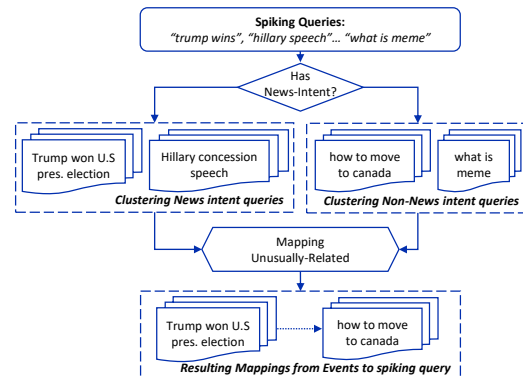 Spiking Queries:
“trump wins”, “hillary speech”... “what is meme”
Has
News-Intent?
Trump won U.S
pres. election
Hillary concession
speech
Clustering News intent queries
how to move
to canada
what is
meme
Clustering Non-News intent queries
Mapping
Unusually-Related
Trump won U.S
pres. election
how to move
to canada
Resulting Mappings from Events to spiking query